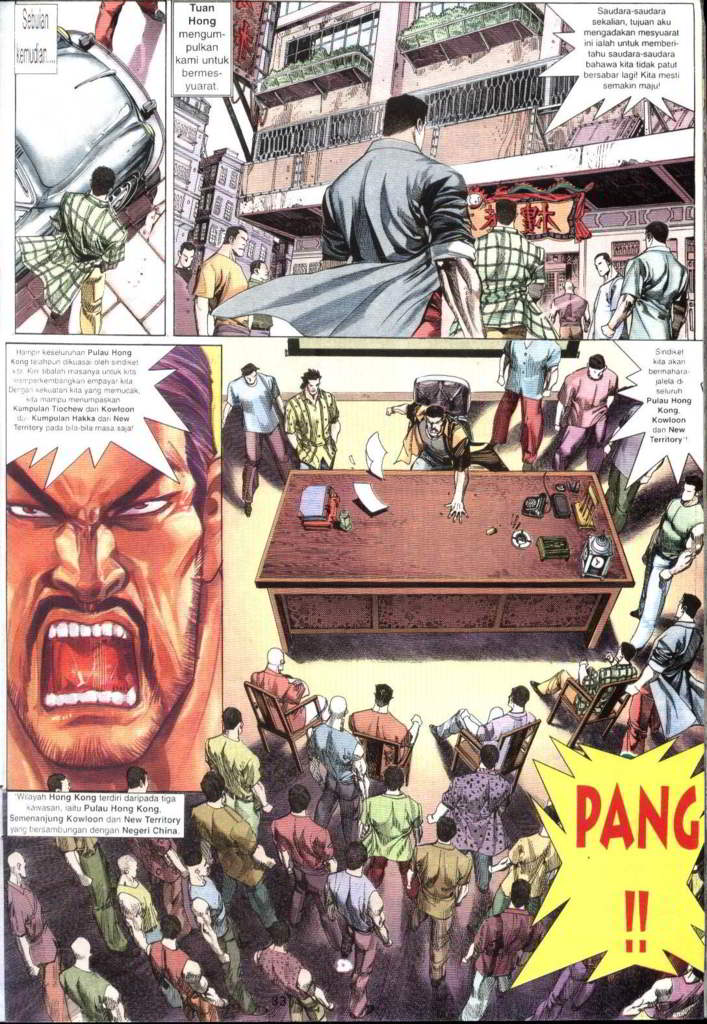 Sebulan
kemudian....
Tuan
Hong
mengum-
pulkan
kami untuk
bermes-
yuarat.
Saudara-saudara
sekalian, tujuan aku
mengadakan mesyuarat
ini ialah untuk memberi-
tahu saudara-saudara
bahawa kita tidak patut
bersabar lagi! Kita mesti
semakin maju!
Hampir keseluruhan Pulau Hong
Kong telahpun dikuasai oleh sindiket
kita. Kini sibalah masanya untuk kita
memperkembangkan empayar kita.
Dengan kekuatan kita yang memuncak,
kita mampu menumpaskan
Kumpulan Tiochew dari Kowloon
dan Kumpulan Hakka dari New
Territory pada bila-bila masa saja!
Sindiket
kita akan
bermahara-
jalela di
seluruh
Pulau Hong
Kong,
Kowloon
dan New
Territory!!
*Wilayah Hong Kong terdiri daripada tiga
kawasan, iaitu Pulau Hong Kong,
Semenanjung Kowloon dan New Territory
yang bersambungan dengan Negeri China.
PANG
!!
33